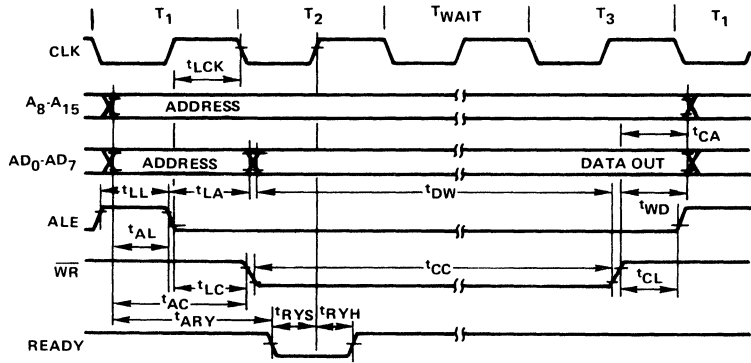 T1 T2 TWAIT T3 T1
CLK
tLCK
A8-A15 ADDRESS
tCA
AD0-AD7 ADDRESS DATA OUT
tLL tLA tDW
tWD
ALE
tAL
WR
tCC
tLC tCL
tAC
tARY tRYS tRYH
READY